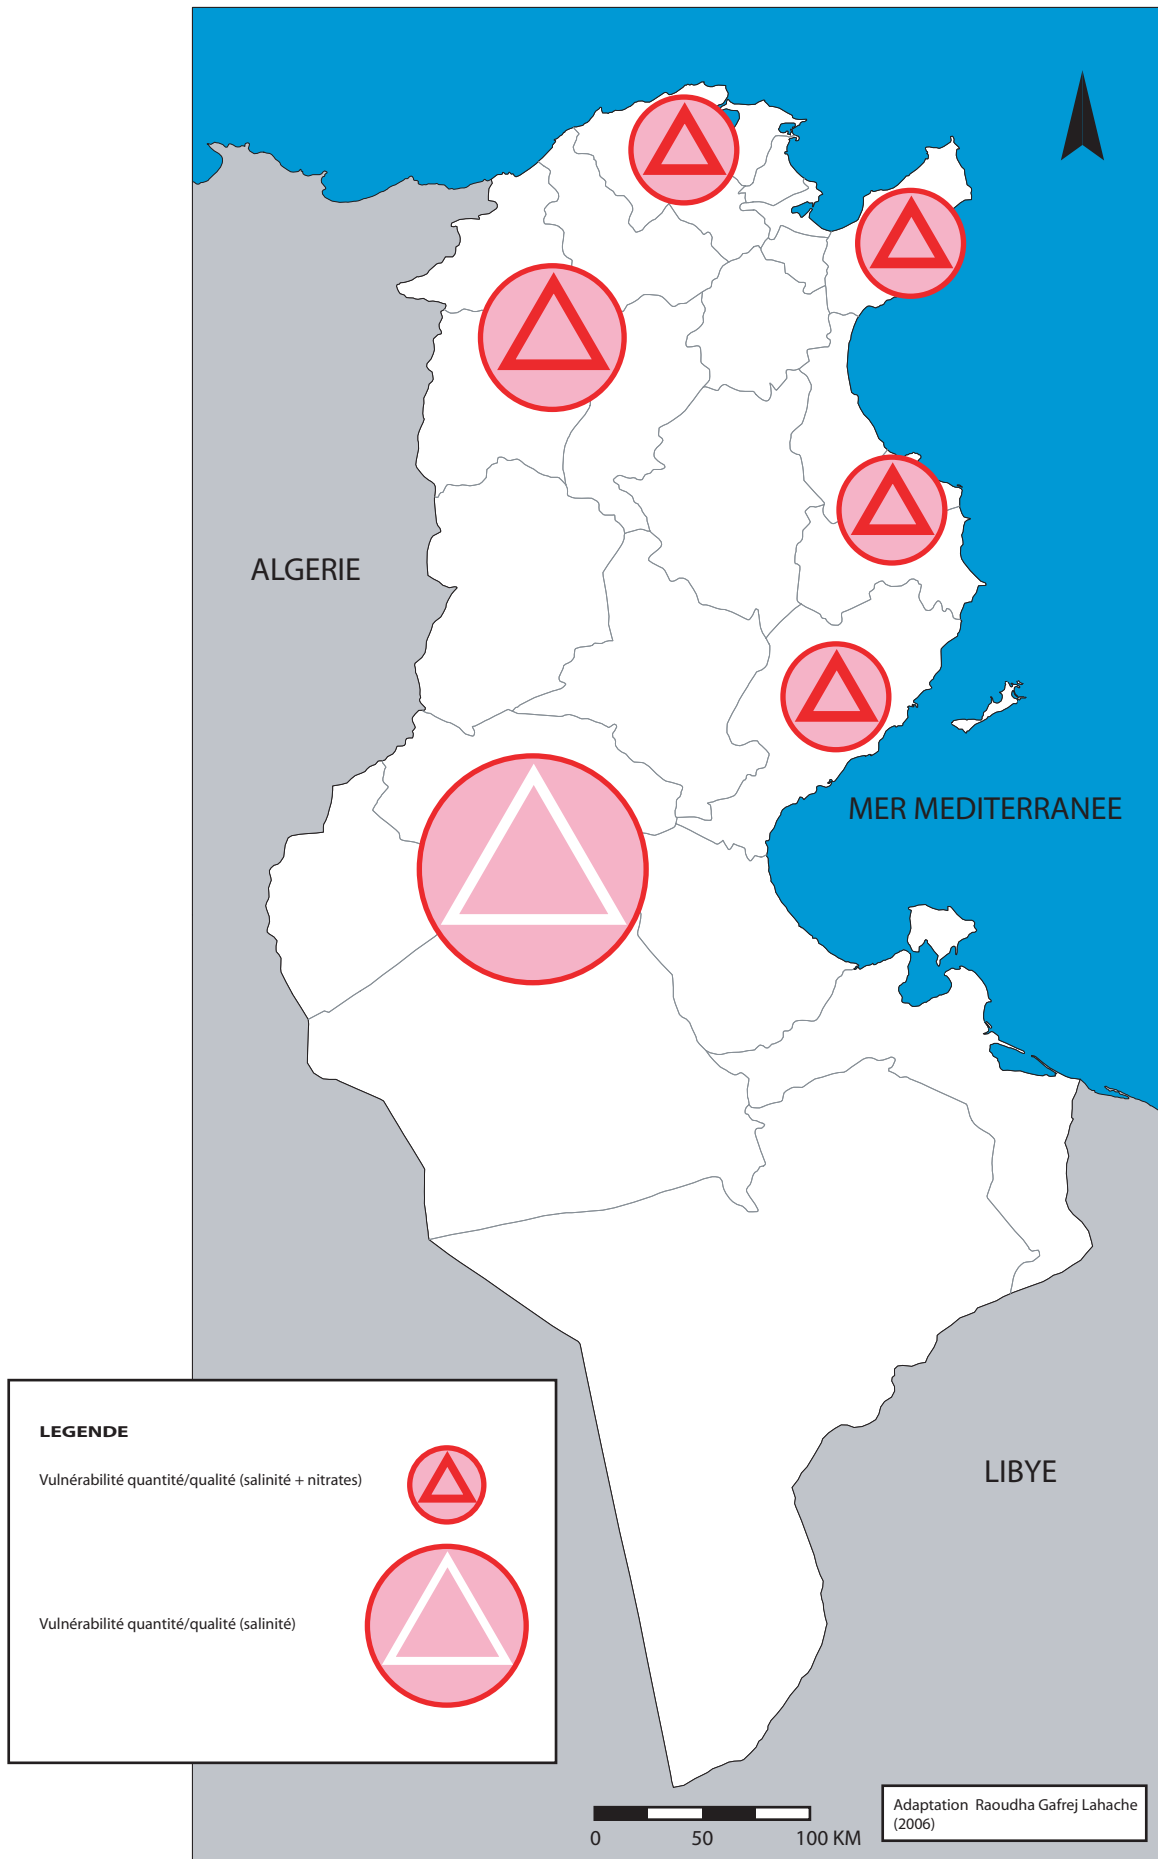 ALGERIE
MER MEDITERRANEE
LIBYE
LEGENDE
Vulnérabilité quantité/qualité (salinité + nitrates)
Vulnérabilité quantité/qualité (salinité)
0 50 100 KM
Adaptation Raoudha Gafrej Lahache
(2006)